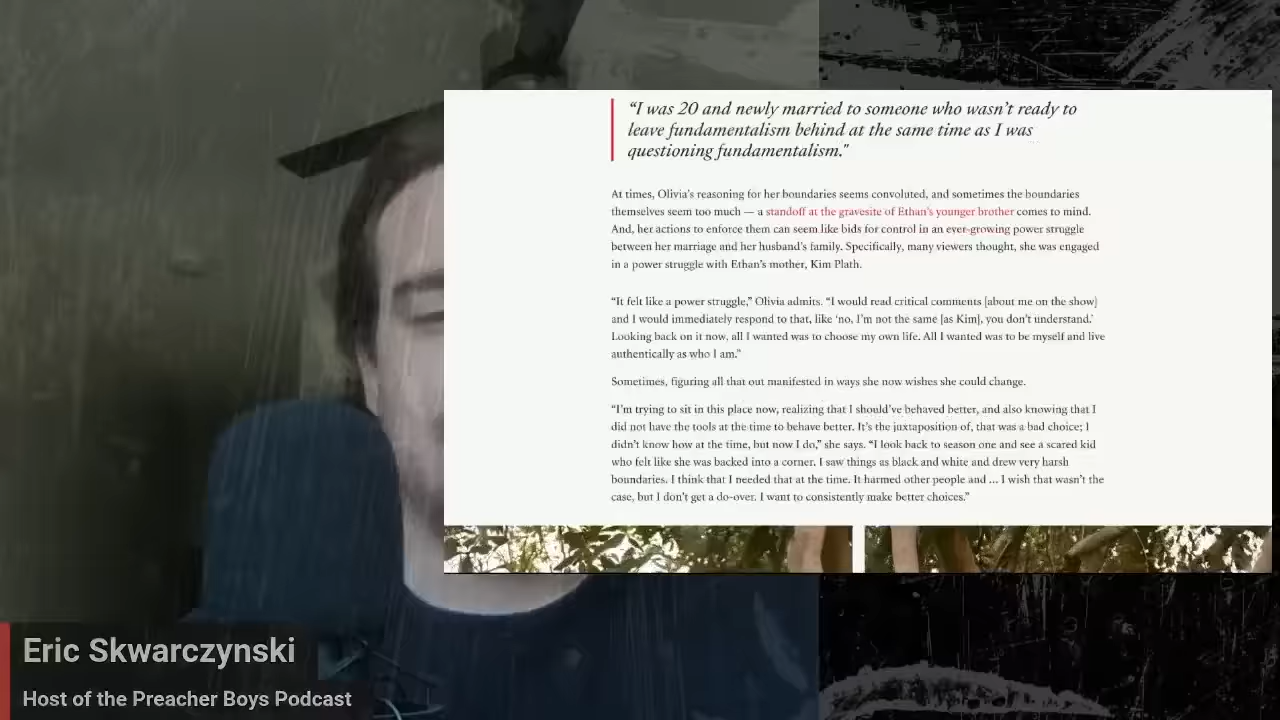 “I was 20 and newly married to someone who wasn’t ready to
leave fundamentalism behind at the same time as I was
questioning fundamentalism."
At times, Olivia’s reasoning for her boundaries seems convoluted, and sometimes the boundaries
themselves seem too much — a standoff at the gravesite of Ethan’s younger brother comes to mind.
And, her actions to enforce them can seem like bids for control in an ever-growing power struggle
between her marriage and her husband’s family. Specifically, many viewers thought, she was engaged
in a power struggle with Ethan’s mother, Kim Plath.
“It felt like a power struggle,” Olivia admits. “I would read critical comments [about me on the show]
and I would immediately respond to that, like ‘no, I’m not the same [as Kim], you don’t understand.’
Looking back on it now, all I wanted was to choose my own life. All I wanted was to be myself and live
authentically as who I am.”
Sometimes, figuring all that out manifested in ways she now wishes she could change.
“I’m trying to sit in this place now, realizing that I should’ve behaved better, and also knowing that I
did not have the tools at the time to behave better. It’s the juxtaposition of, that was a bad choice; I
didn’t know how at the time, but now I do,” she says. “I look back to season one and see a scared kid
who felt like she was backed into a corner. I saw things as black and white and drew very harsh
boundaries. I think that I needed that at the time. It harmed other people and ... I wish that wasn’t the
case, but I don’t get a do-over. I want to consistently make better choices.”
Eric Skwarczynski
Host of the Preacher Boys Podcast